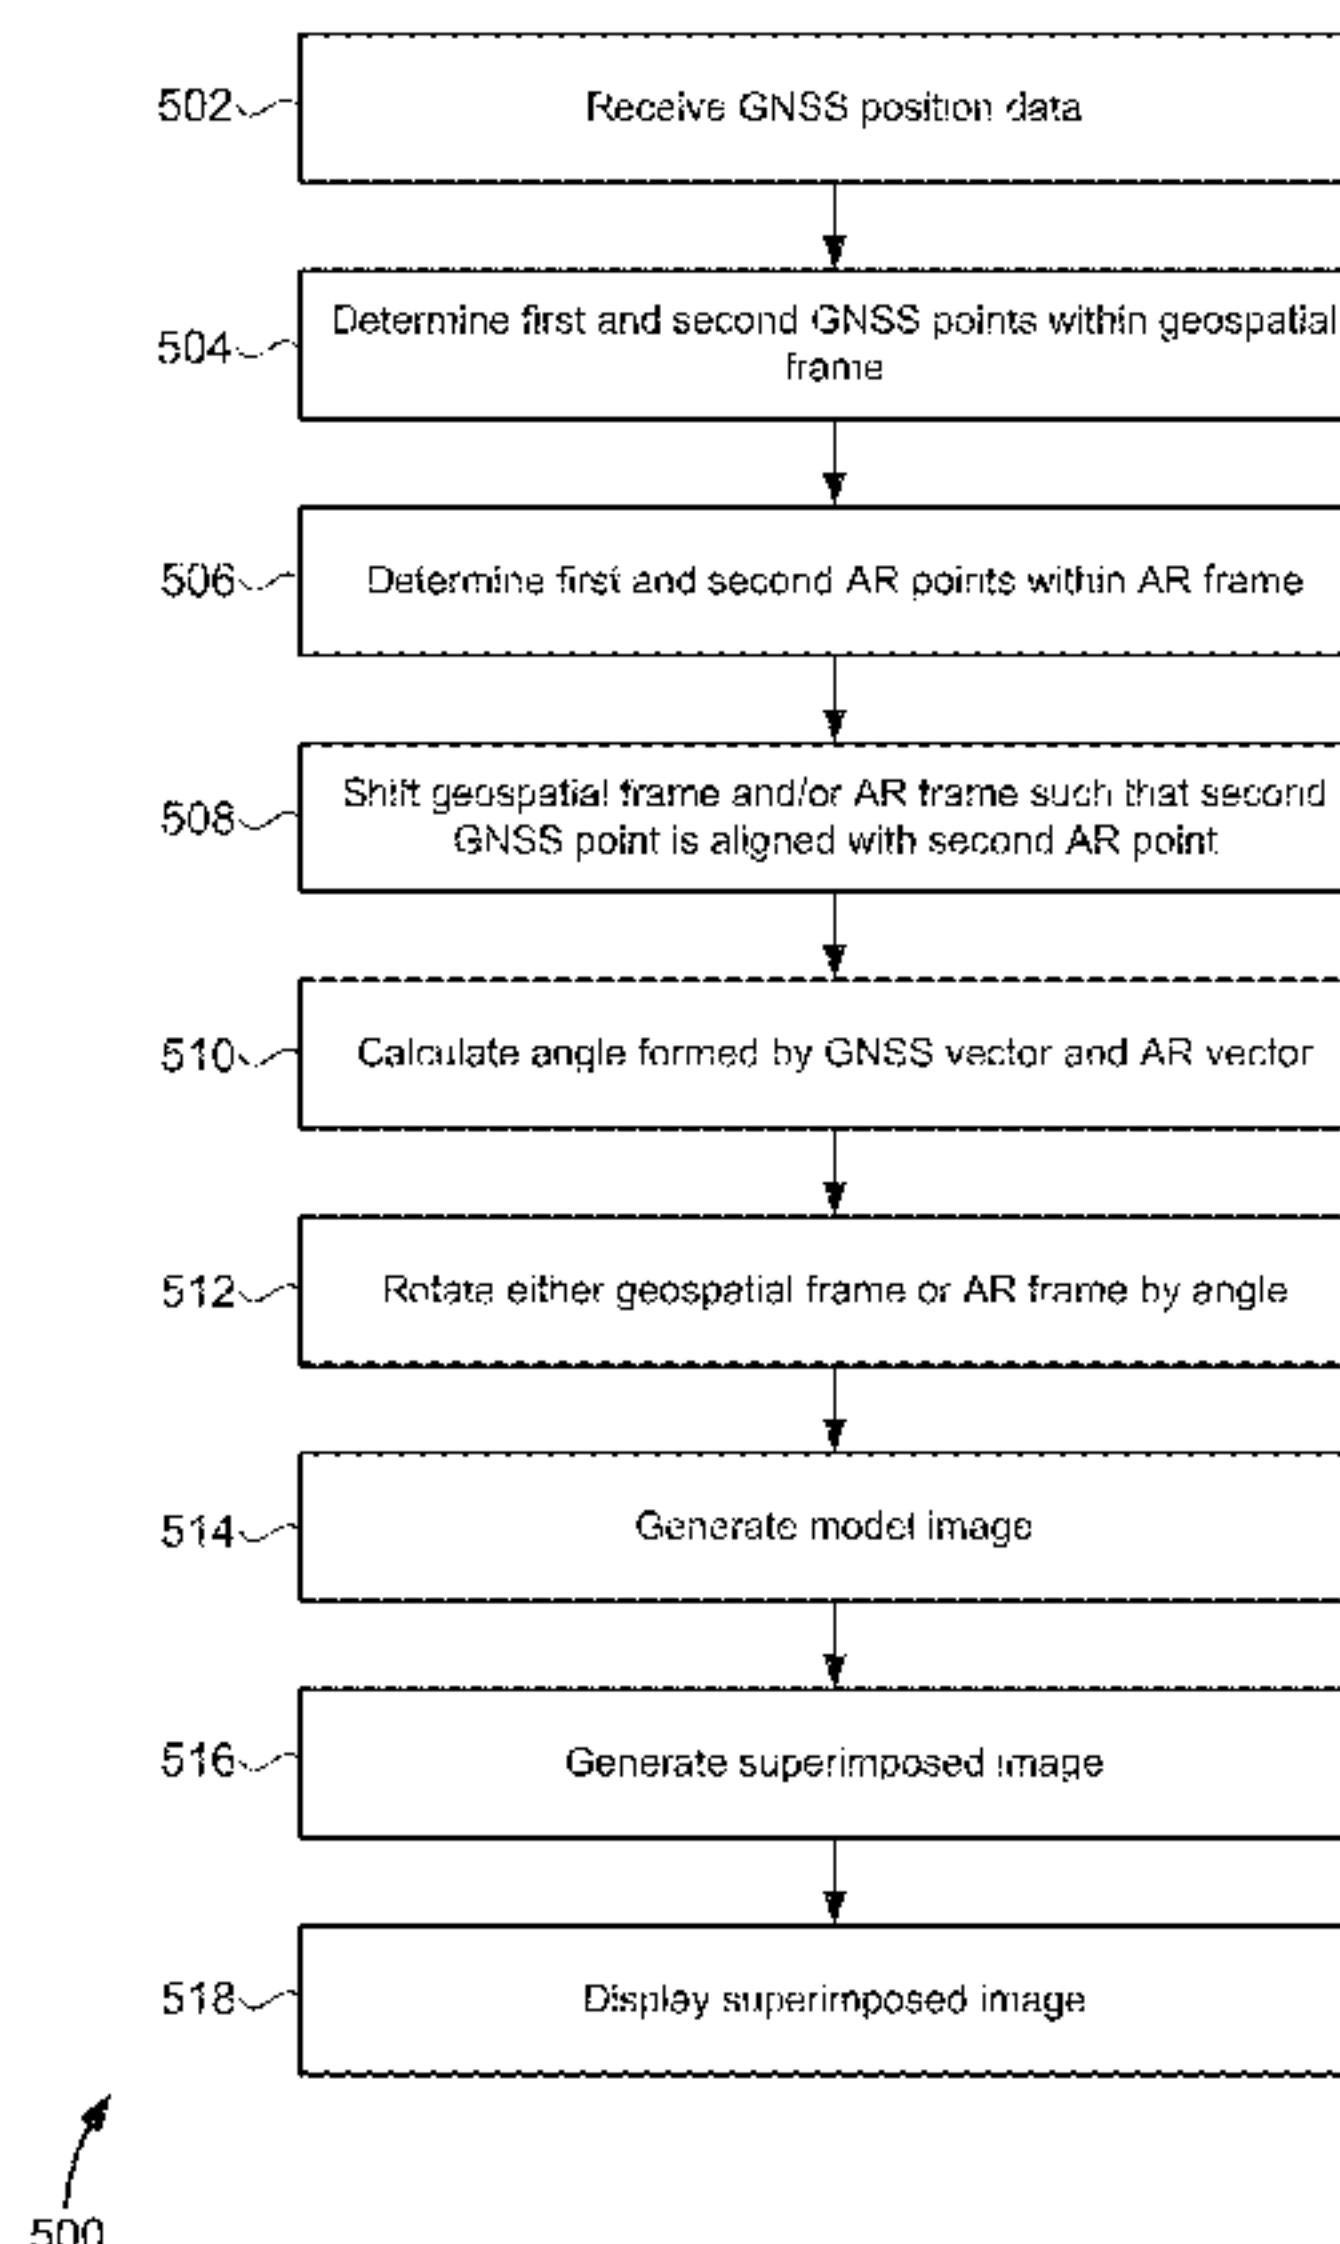 502
Receive GNSS position data
504
Determine first and second GNSS points within geospatial
frame
506
Determine first and second AR points within AR frame
508
Shift geospatial frame and/or AR frame such that second
GNSS point is aligned with second AR point
510
Calculate angle formed by GNSS vector and AR vector
512
Rotate either geospatial frame or AR frame by angle
514
Generate model image
516
Generate superimposed image
518
Display superimposed image
500